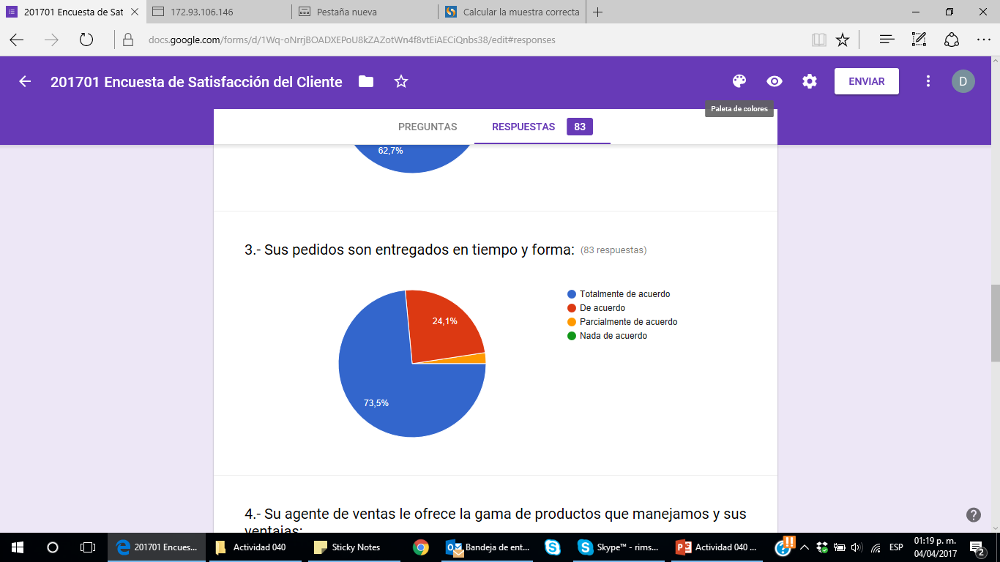 201701 Encuesta de Sat
172.93.106.146
Pestaña nueva
Calcular la muestra correcta
docs.google.com/forms/d/1Wq-oNrrjBOADXEPoU8kZAZotWn4f8vtEiAECiQnbs38/edit#responses
201701 Encuesta de Satisfacción del Cliente
ENVIAR
D
Paleta de colores
PREGUNTAS
RESPUESTAS 83
62,7%
3.- Sus pedidos son entregados en tiempo y forma: (83 respuestas)
Totalmente de acuerdo
De acuerdo
Parcialmente de acuerdo
Nada de acuerdo
24,1%
73,5%
4.- Su agente de ventas le ofrece la gama de productos que manejamos y sus
ventajas:
201701 Encues...
Actividad 040
Sticky Notes
Bandeja de ent...
Skype™ - rims...
Actividad 040 ...
ESP
01:19 p. m.
04/04/2017
2